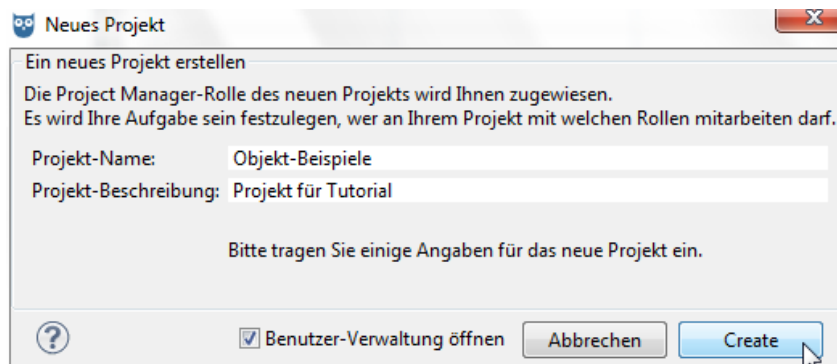 Neues Projekt
Ein neues Projekt erstellen
Die Project Manager-Rolle des neuen Projekts wird Ihnen zugewiesen.
Es wird Ihre Aufgabe sein festzulegen, wer an Ihrem Projekt mit welchen Rollen mitarbeiten darf.
Projekt-Name: Objekt-Beispiele
Projekt-Beschreibung: Projekt für Tutorial
Bitte tragen Sie einige Angaben für das neue Projekt ein.
? Benutzer-Verwaltung öffnen Abbrechen Create